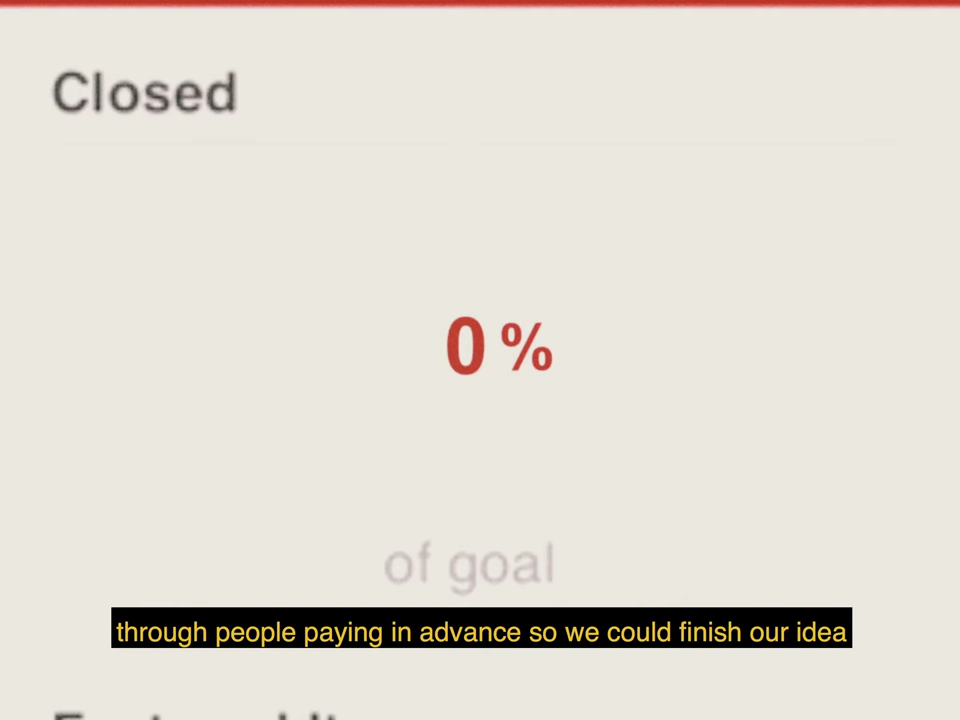 Closed
0 %
of goal
through people paying in advance so we could finish our idea